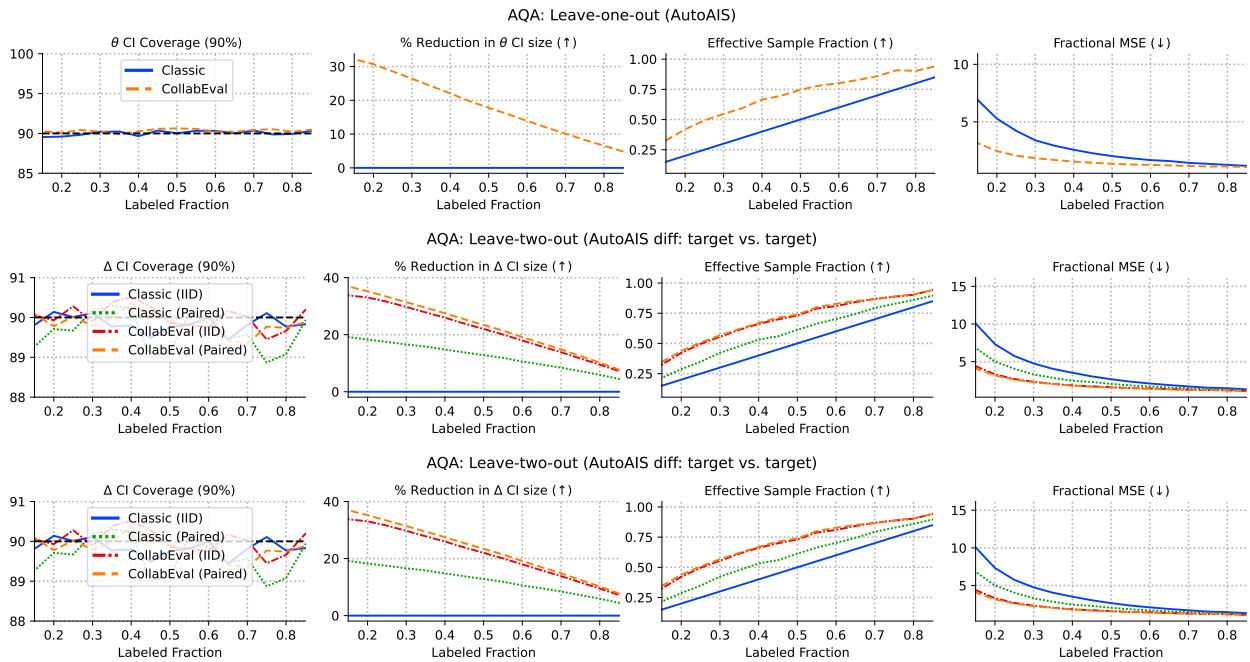 AQA: Leave-one-out (AutoAIS)
θ CI Coverage (90%)
100
95
90
85
0.2 0.3 0.4 0.5 0.6 0.7 0.8
Labeled Fraction
Classic
CollabEval
% Reduction in θ CI size (↑)
30
20
10
0
0.2 0.3 0.4 0.5 0.6 0.7 0.8
Labeled Fraction
Effective Sample Fraction (↑)
1.00
0.75
0.50
0.25
0.2 0.3 0.4 0.5 0.6 0.7 0.8
Labeled Fraction
Fractional MSE (↓)
10
5
0.2 0.3 0.4 0.5 0.6 0.7 0.8
Labeled Fraction
AQA: Leave-two-out (AutoAIS diff: target vs. target)
Δ CI Coverage (90%)
91
90
89
88
0.2 0.3 0.4 0.5 0.6 0.7 0.8
Labeled Fraction
Classic (IID)
Classic (Paired)
CollabEval (IID)
CollabEval (Paired)
% Reduction in Δ CI size (↑)
40
20
0
0.2 0.3 0.4 0.5 0.6 0.7 0.8
Labeled Fraction
Effective Sample Fraction (↑)
1.00
0.75
0.50
0.25
0.2 0.3 0.4 0.5 0.6 0.7 0.8
Labeled Fraction
Fractional MSE (↓)
15
10
5
0.2 0.3 0.4 0.5 0.6 0.7 0.8
Labeled Fraction
AQA: Leave-two-out (AutoAIS diff: target vs. target)
Δ CI Coverage (90%)
91
90
89
88
0.2 0.3 0.4 0.5 0.6 0.7 0.8
Labeled Fraction
Classic (IID)
Classic (Paired)
CollabEval (IID)
CollabEval (Paired)
% Reduction in Δ CI size (↑)
40
20
0
0.2 0.3 0.4 0.5 0.6 0.7 0.8
Labeled Fraction
Effective Sample Fraction (↑)
1.00
0.75
0.50
0.25
0.2 0.3 0.4 0.5 0.6 0.7 0.8
Labeled Fraction
Fractional MSE (↓)
15
10
5
0.2 0.3 0.4 0.5 0.6 0.7 0.8
Labeled Fraction